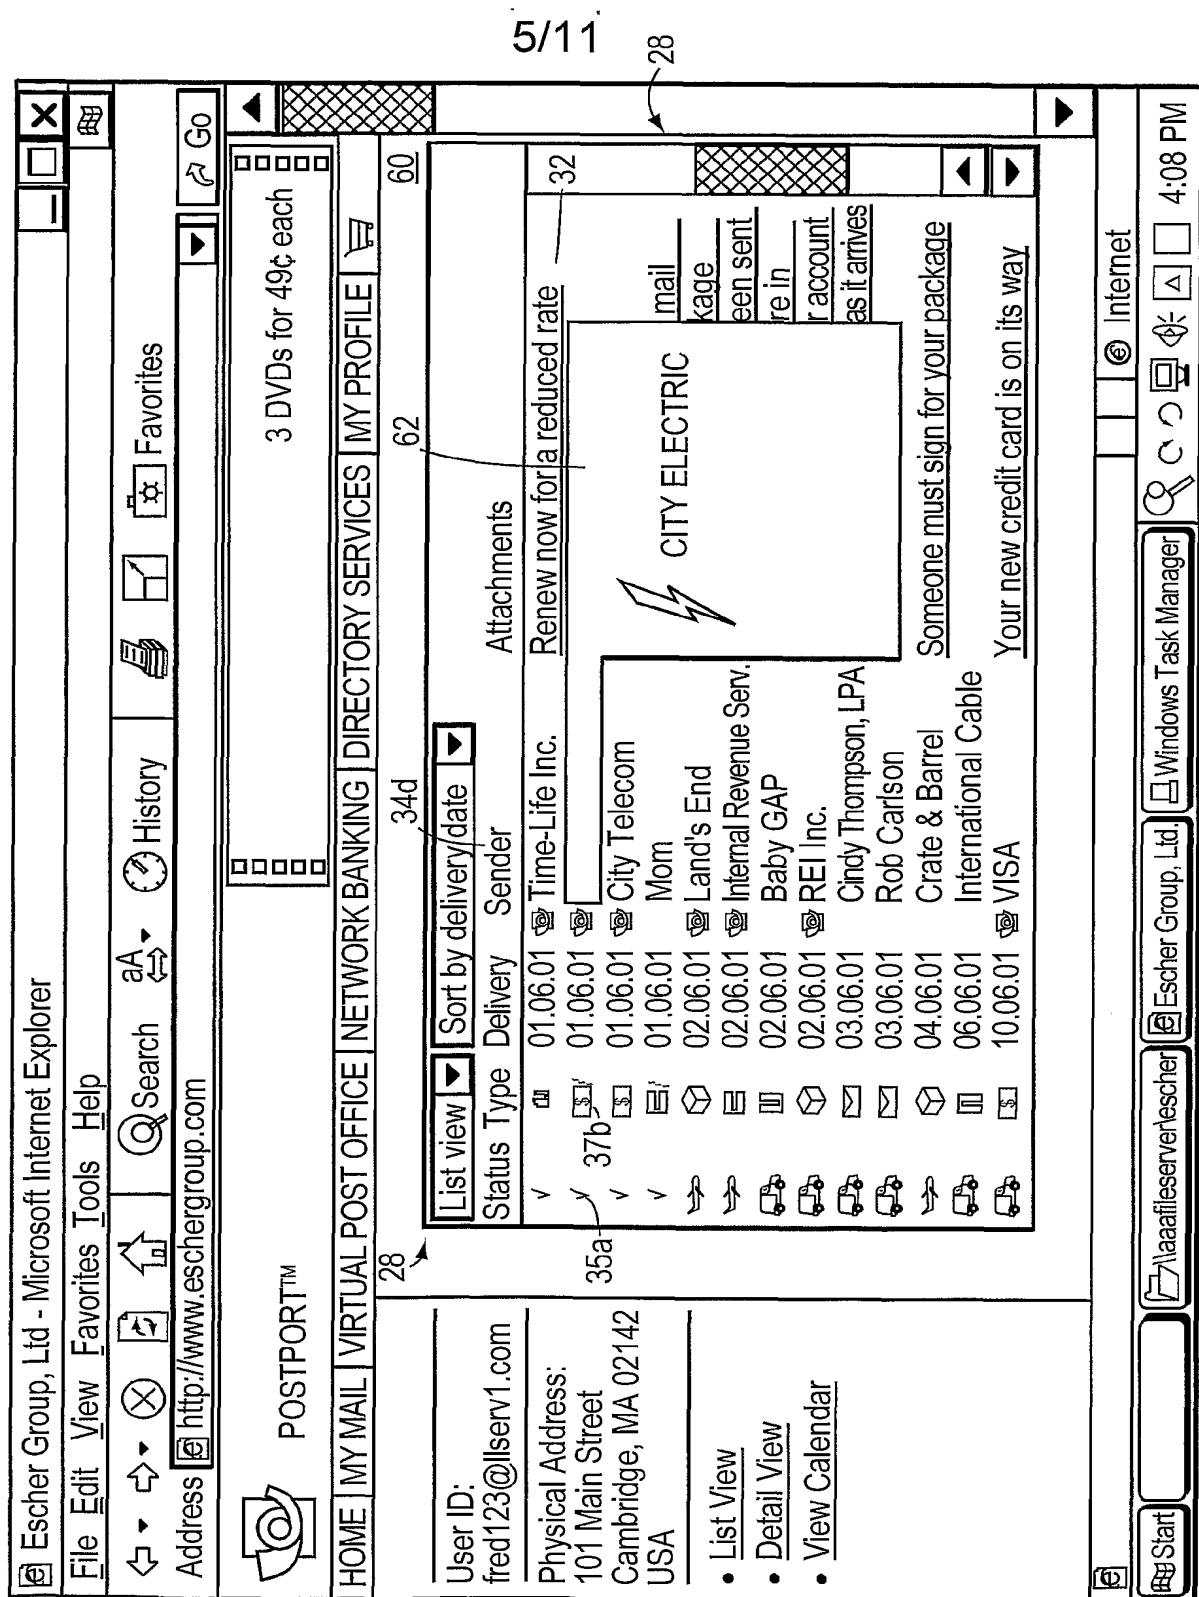 5/11
Escher Group, Ltd - Microsoft Internet Explorer
File Edit View Favorites Tools Help
Search History Favorites
aA
Address http://www.eschergroup.com Go
POSTPORT™ 3 DVDs for 49¢ each
HOME MY MAIL VIRTUAL POST OFFICE NETWORK BANKING DIRECTORY SERVICES MY PROFILE
28 34d 62 60 28
User ID:
fred123@llserv1.com
Physical Address:
101 Main Street
Cambridge, MA 02142
USA
• List View
• Detail View
• View Calendar
List view Sort by delivery/date
Status Type Delivery Sender Attachments
01.06.01 Time-Life Inc. Renew now for a reduced rate 32
01.06.01
01.06.01 City Telecom
01.06.01 Mom mail
02.06.01 Land's End kage
02.06.01 Internal Revenue Serv. een sent
02.06.01 Baby GAP re in
02.06.01 REI Inc. r account
03.06.01 Cindy Thompson, LPA as it arrives
03.06.01 Rob Carlson
04.06.01 Crate & Barrel Someone must sign for your package
06.06.01 International Cable
10.06.01 VISA Your new credit card is on its way
35a 37b
CITY ELECTRIC
Internet
Start \\aaafileserver\escher Escher Group, Ltd. Windows Task Manager 4:08 PM